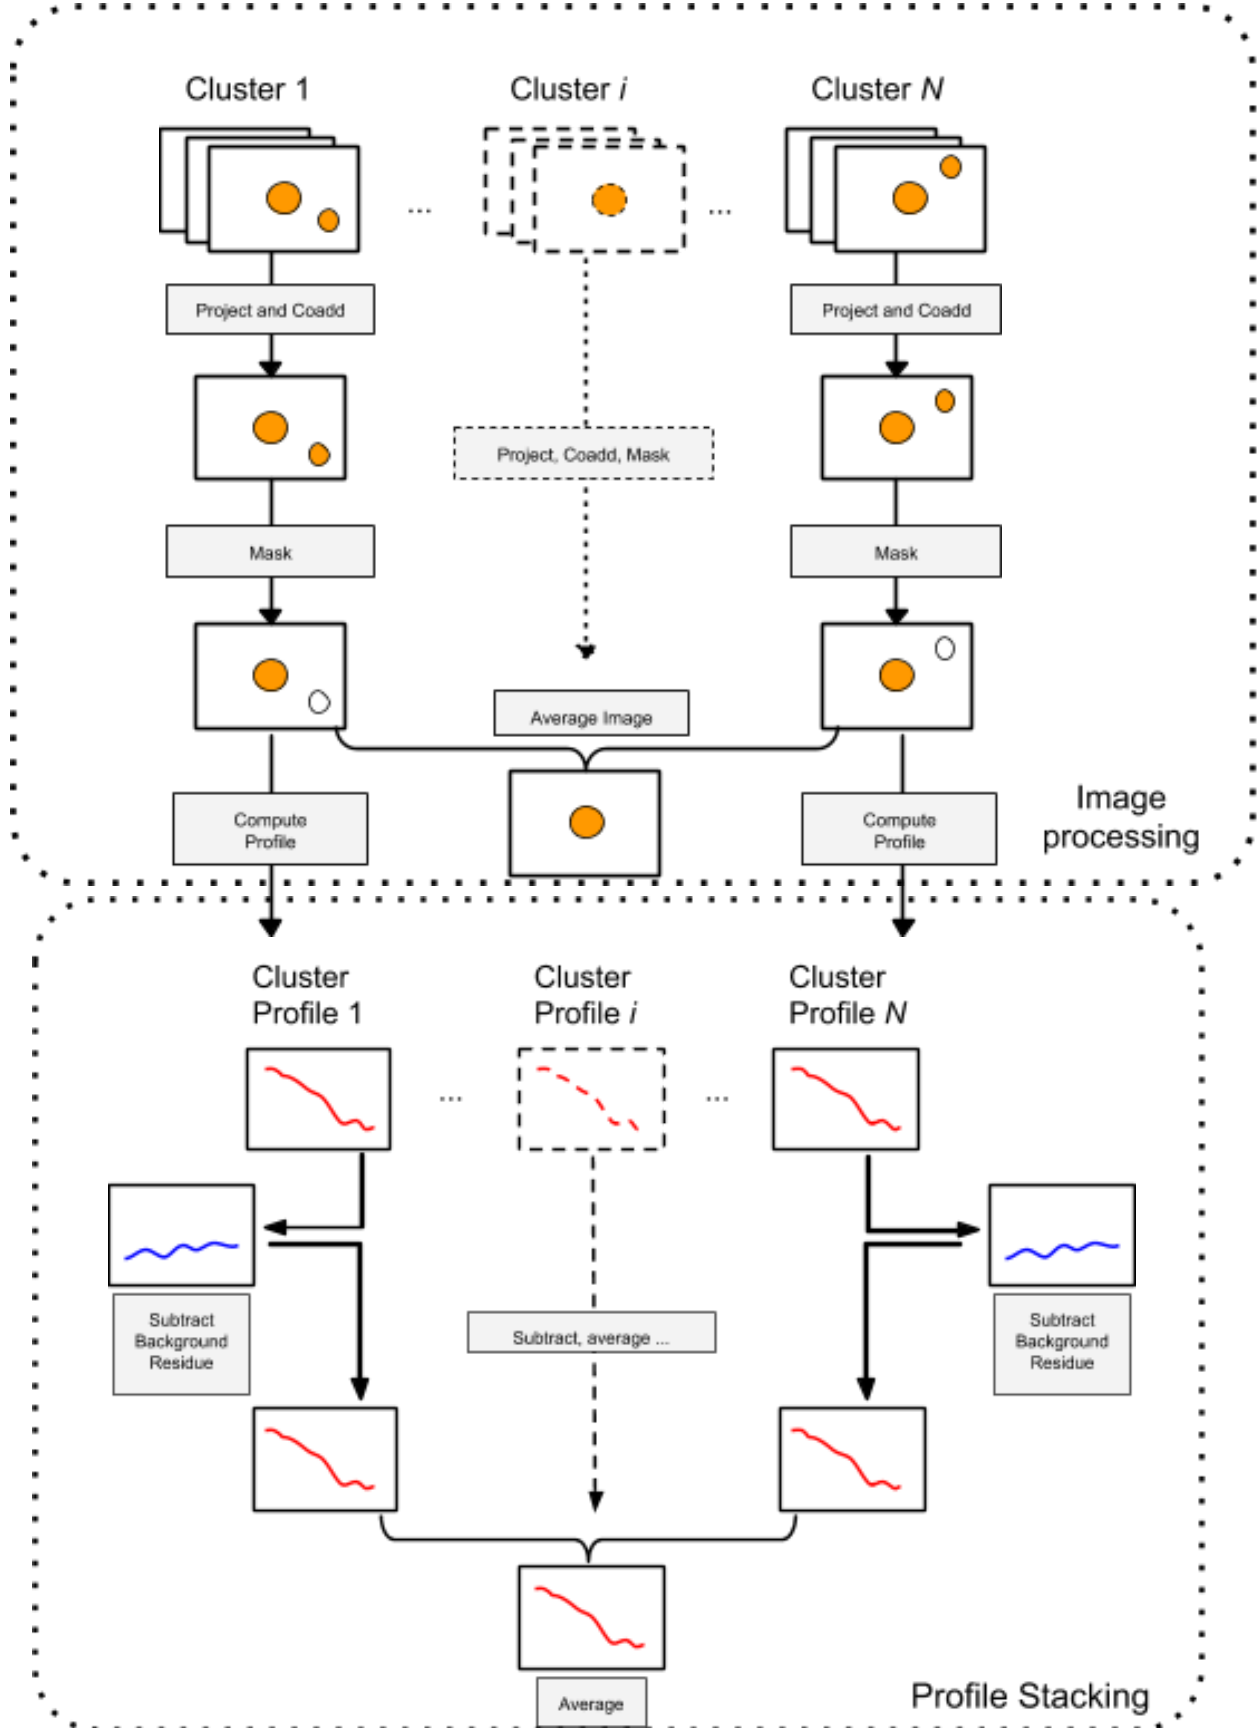 Cluster 1
Cluster i
Cluster N
...
...
Project and Coadd
Project and Coadd
Project, Coadd, Mask
Mask
Mask
Average Image
Compute
Profile
Compute
Profile
Image
processing
Cluster
Profile 1
Cluster
Profile i
Cluster
Profile N
...
...
Subtract
Background
Residue
Subtract, average ...
Subtract
Background
Residue
Average
Profile Stacking